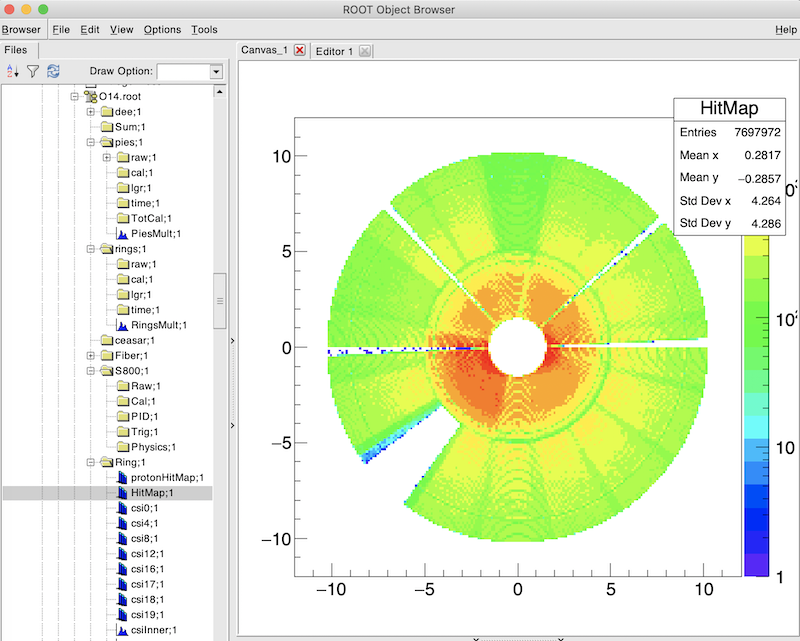 ROOT Object Browser
Browser File Edit View Options Tools Help
Files
Canvas_1 Editor 1
Draw Option:
O14.root
dee;1
Sum;1
pies;1
raw;1
cal;1
lgr;1
time;1
TotCal;1
PiesMult;1
rings;1
raw;1
cal;1
lgr;1
time;1
RingsMult;1
ceasar;1
Fiber;1
S800;1
Raw;1
Cal;1
PID;1
Trig;1
Physics;1
Ring;1
protonHitMap;1
HitMap;1
csi0;1
csi4;1
csi8;1
csi12;1
csi16;1
csi17;1
csi18;1
csi19;1
csiInner;1
HitMap
Entries 7697972
Mean x 0.2817
Mean y −0.2857
Std Dev x 4.264
Std Dev y 4.286
10
5
0
−5
−10
−10 −5 0 5 10
10²
10
1